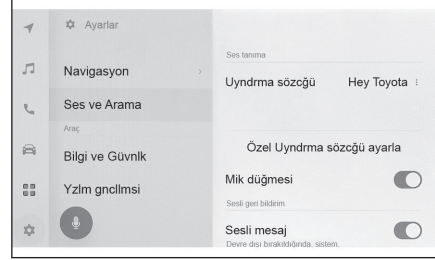 Ayarlar
Navigasyon
Ses ve Arama
Araç
Bilgi ve Güvnlk
Yzlm gncllmsi
Ses tanıma
Uyndrma sözcğü Hey Toyota
Özel Uyndrma sözcğü ayarla
Mik düğmesi
Sesli geri bildirim
Sesli mesaj
Devre dışı bırakıldığında, sistem,